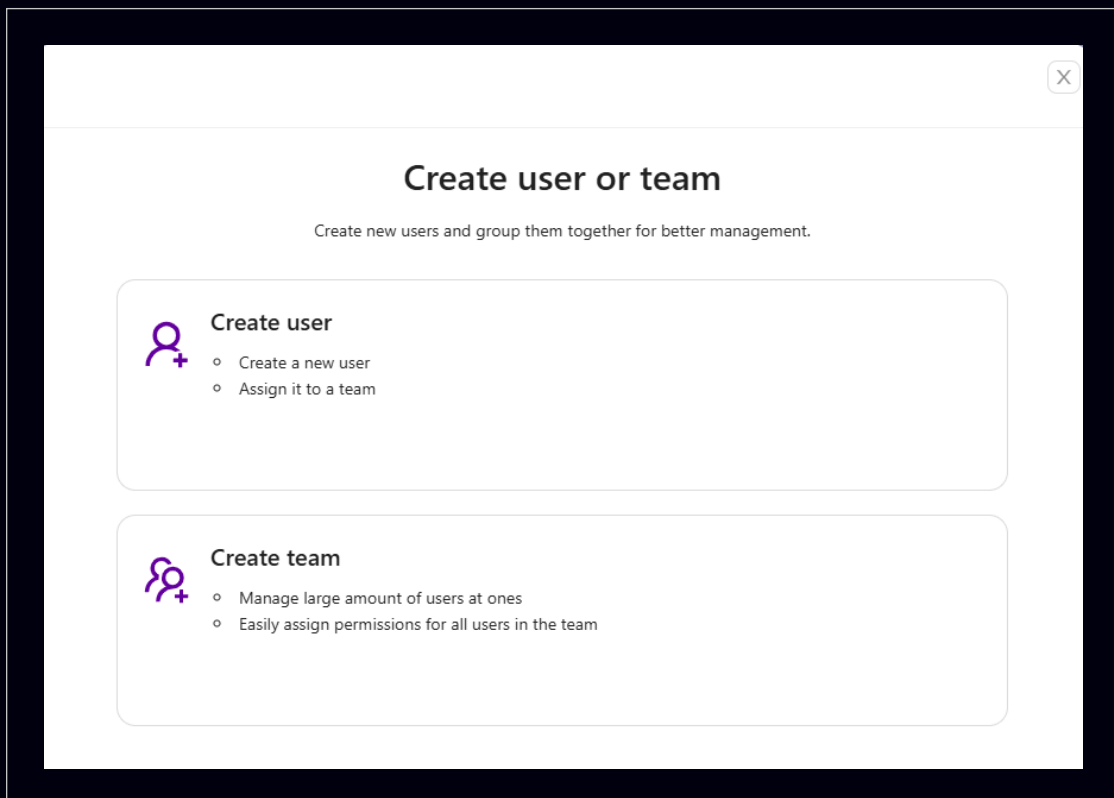 X
Create user or team
Create new users and group them together for better management.
Create user
Create a new user
Assign it to a team
Create team
Manage large amount of users at ones
Easily assign permissions for all users in the team